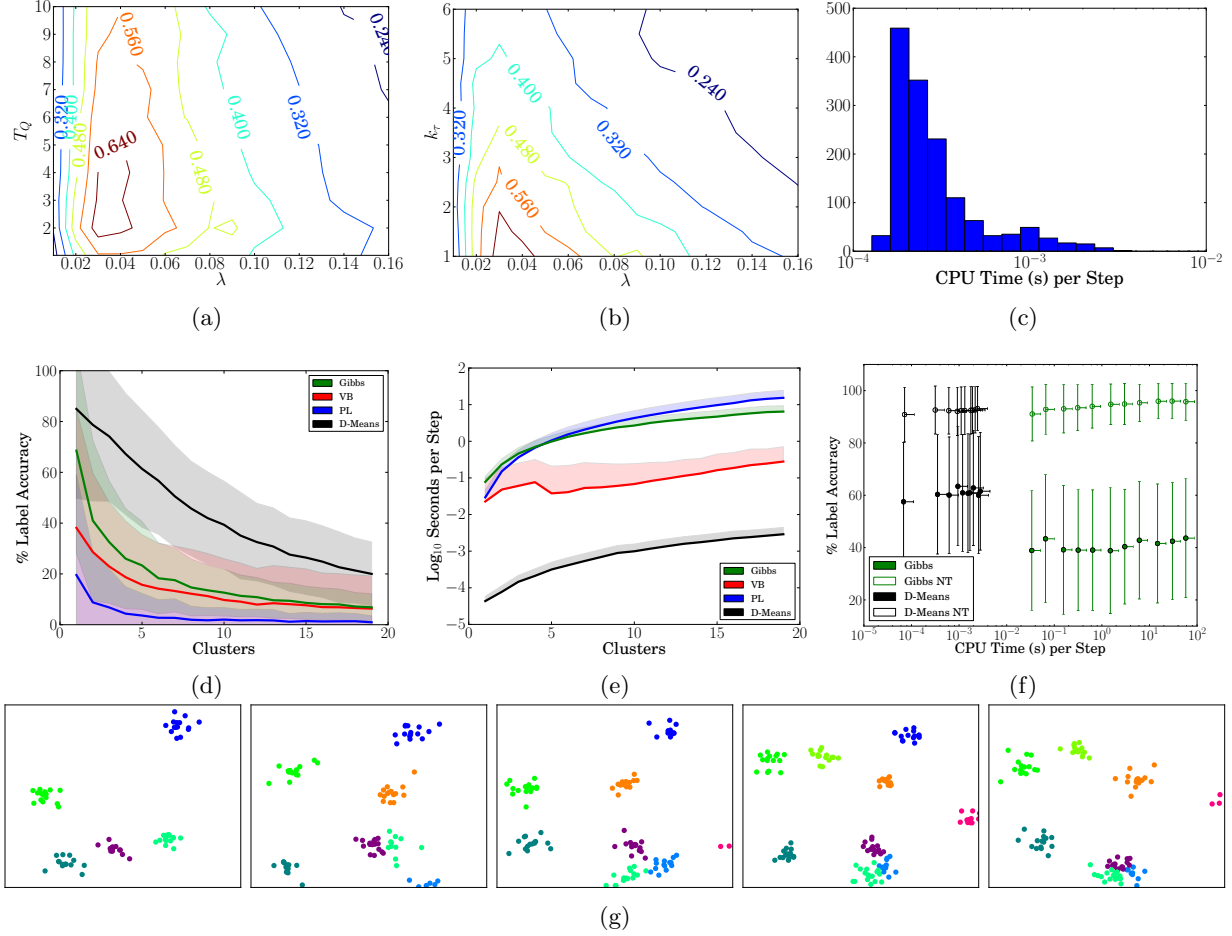 10
9
8
7
6
5
4
3
2
T_Q
0.320
0.400
0.480
0.560
0.640
0.480
0.400
0.320
0.240
0.02 0.04 0.06 0.08 0.10 0.12 0.14 0.16
λ
(a)
6
5
4
3
2
1
k_τ
0.320
0.400
0.480
0.560
0.320
0.240
0.02 0.04 0.06 0.08 0.10 0.12 0.14 0.16
λ
(b)
500
400
300
200
100
0
10^-4 10^-3 10^-2
CPU Time (s) per Step
(c)
100
80
60
40
20
0
% Label Accuracy
Gibbs
VB
PL
D-Means
5 10 15 20
Clusters
(d)
2
1
0
−1
−2
−3
−4
−5
Log10 Seconds per Step
Gibbs
VB
PL
D-Means
0 5 10 15 20
Clusters
(e)
100
80
60
40
20
% Label Accuracy
Gibbs
Gibbs NT
D-Means
D-Means NT
10^-5 10^-4 10^-3 10^-2 10^-1 10^0 10^1 10^2
CPU Time (s) per Step
(f)
(g)